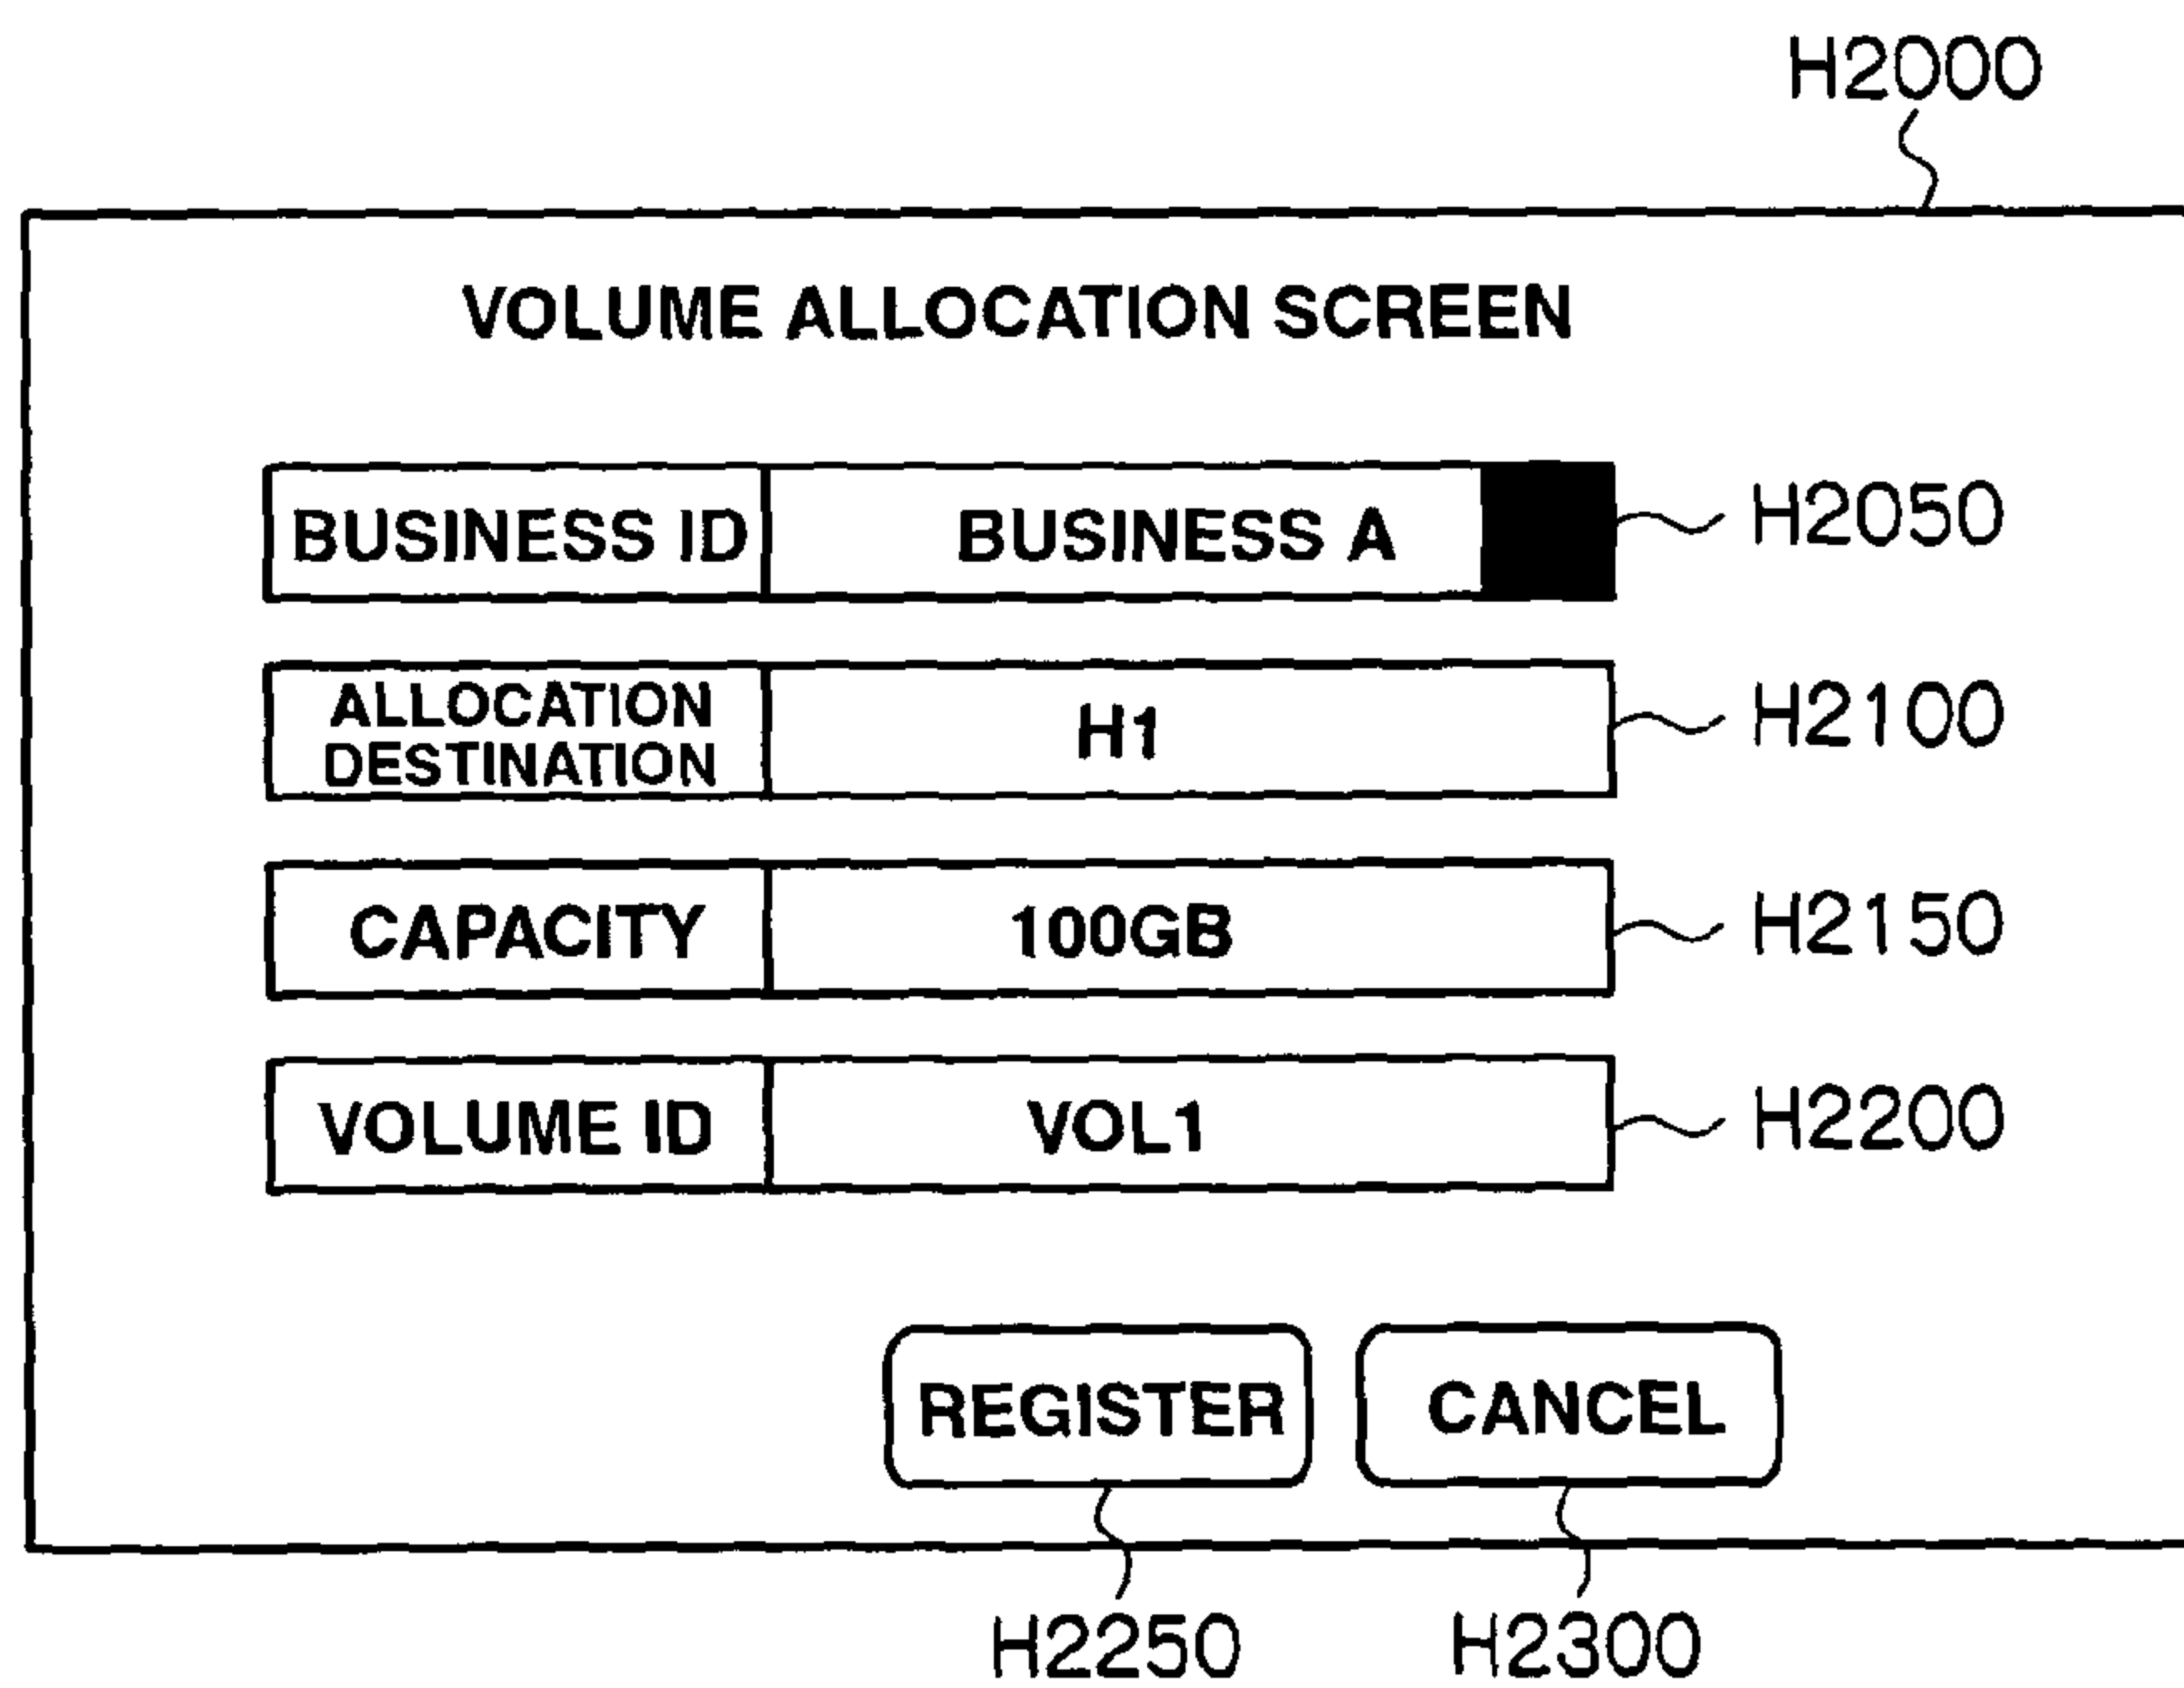 H2000
VOLUME ALLOCATION SCREEN
BUSINESS ID BUSINESS A H2050
ALLOCATION
DESTINATION
H1 H2100
CAPACITY 100GB H2150
VOLUME ID VOL1 H2200
REGISTER CANCEL
H2250 H2300